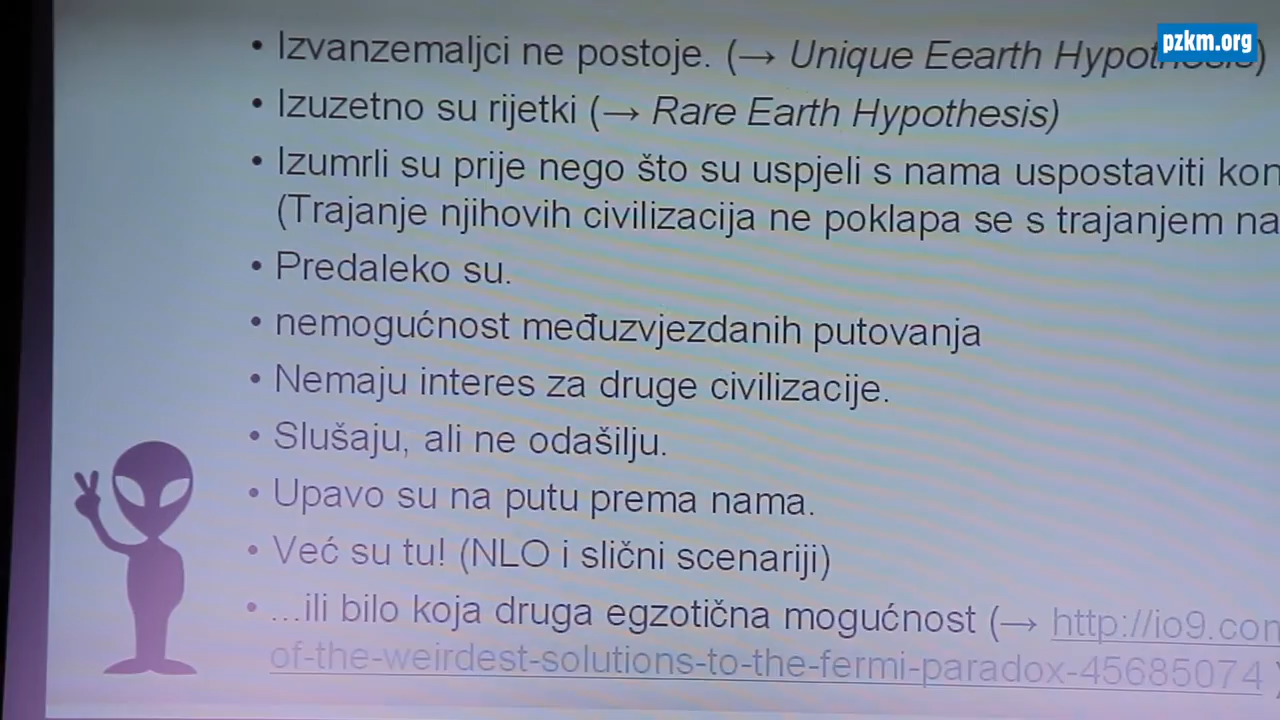 pzkm.org
• Izvanzemaljci ne postoje. (→ Unique Eearth
• Izuzetno su rijetki (→ Rare Earth Hypothesis)
• Izumrli su prije nego što su uspjeli s nama uspostaviti
(Trajanje njihovih civilizacija ne poklapa se s trajanjem
• Predaleko su.
• nemogućnost međuzvjezdanih putovanja
• Nemaju interes za druge civilizacije.
• Slušaju, ali ne odašilju.
• Upavo su na putu prema nama.
• Već su tu! (NLO i slični scenariji)
• ...ili bilo koja druga egzotična mogućnost (→ http://io9.com
of-the-weirdest-solutions-to-the-fermi-paradox-45685074 )